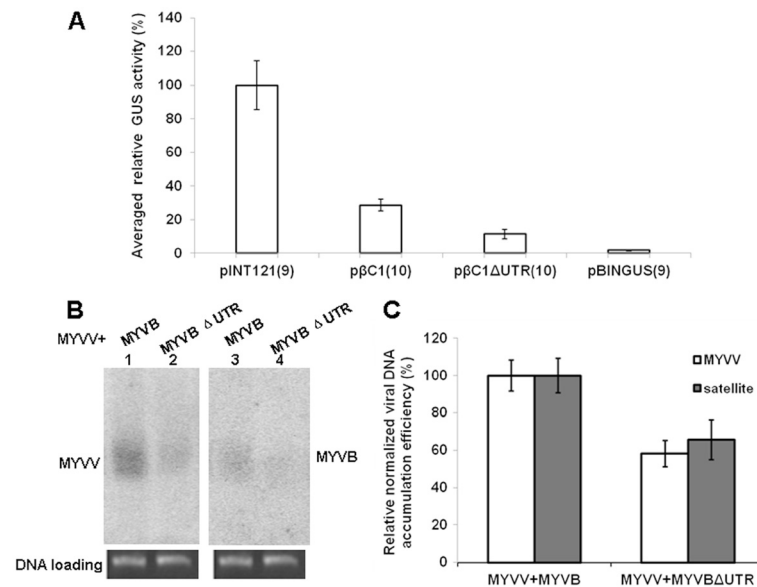 A
Averaged relative GUS activity (%)
140
120
100
80
60
40
20
0
pINT121(9)
pβC1(10)
pβC1ΔUTR(10)
pBINGUS(9)
B
MYVV+
MYVB
MYVB Δ UTR
MYVB
MYVB Δ UTR
1
2
3
4
MYVV
MYVB
DNA loading
C
Relative normalized viral DNA
accumulation efficiency (%)
120
100
80
60
40
20
0
MYVV
satellite
MYVV+MYVB
MYVV+MYVBΔUTR